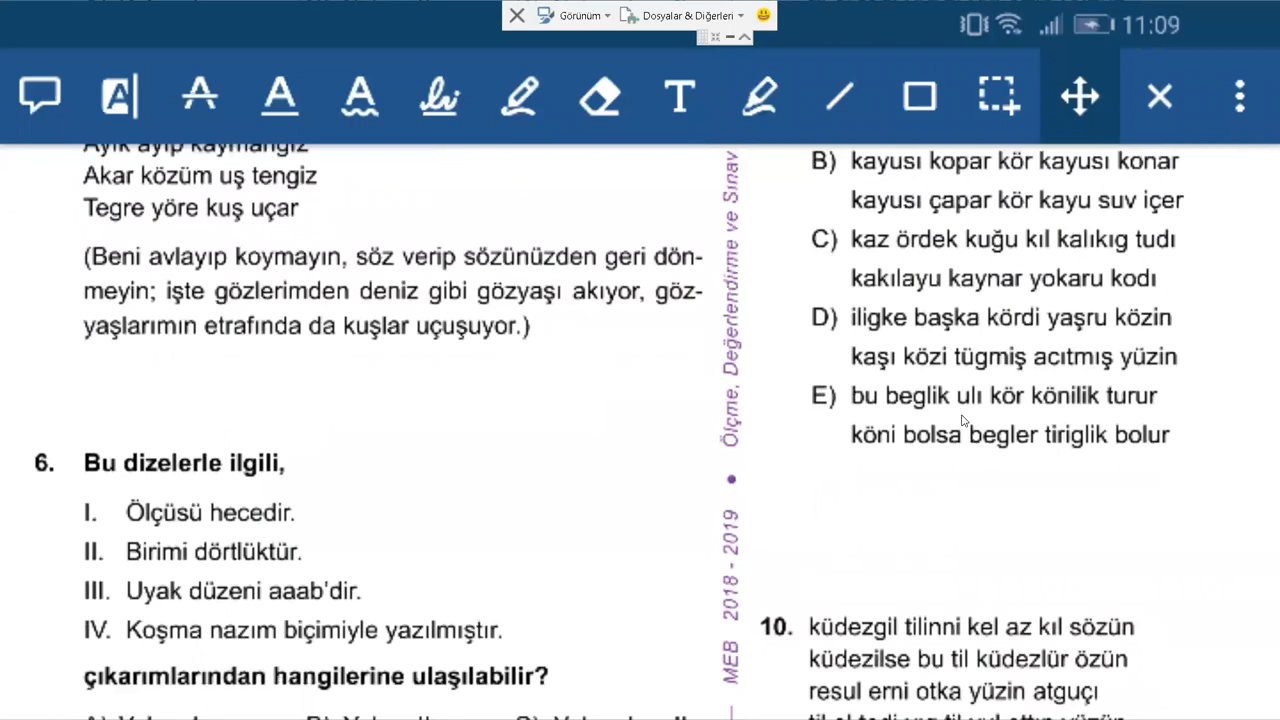 Görünüm
Dosyalar & Diğerleri
11:09
Ayık ayıp kaymangız
Akar közüm uş tengiz
Tegre yöre kuş uçar
(Beni avlayıp koymayın, söz verip sözünüzden geri dön-
meyin; işte gözlerimden deniz gibi gözyaşı akıyor, göz-
yaşlarımın etrafında da kuşlar uçuşuyor.)
6. Bu dizelerle ilgili,
I. Ölçüsü hecedir.
II. Birimi dörtlüktür.
III. Uyak düzeni aaab’dir.
IV. Koşma nazım biçimiyle yazılmıştır.
çıkarımlarından hangilerine ulaşılabilir?
MEB 2018 - 2019 • Ölçme, Değerlendirme ve Sınav
B) kayusı kopar kör kayusı konar
kayusı çapar kör kayu suv içer
C) kaz ördek kuğu kıl kalıkıg tudı
kakılayu kaynar yokaru kodı
D) iligke başka kördi yaşru közin
kaşı közi tügmiş acıtmış yüzin
E) bu beglik ulı kör könilik turur
köni bolsa begler tiriglik bolur
10. küdezgil tilinni kel az kıl sözün
küdezilse bu til küdezlür özün
resul erni otka yüzin atguçı